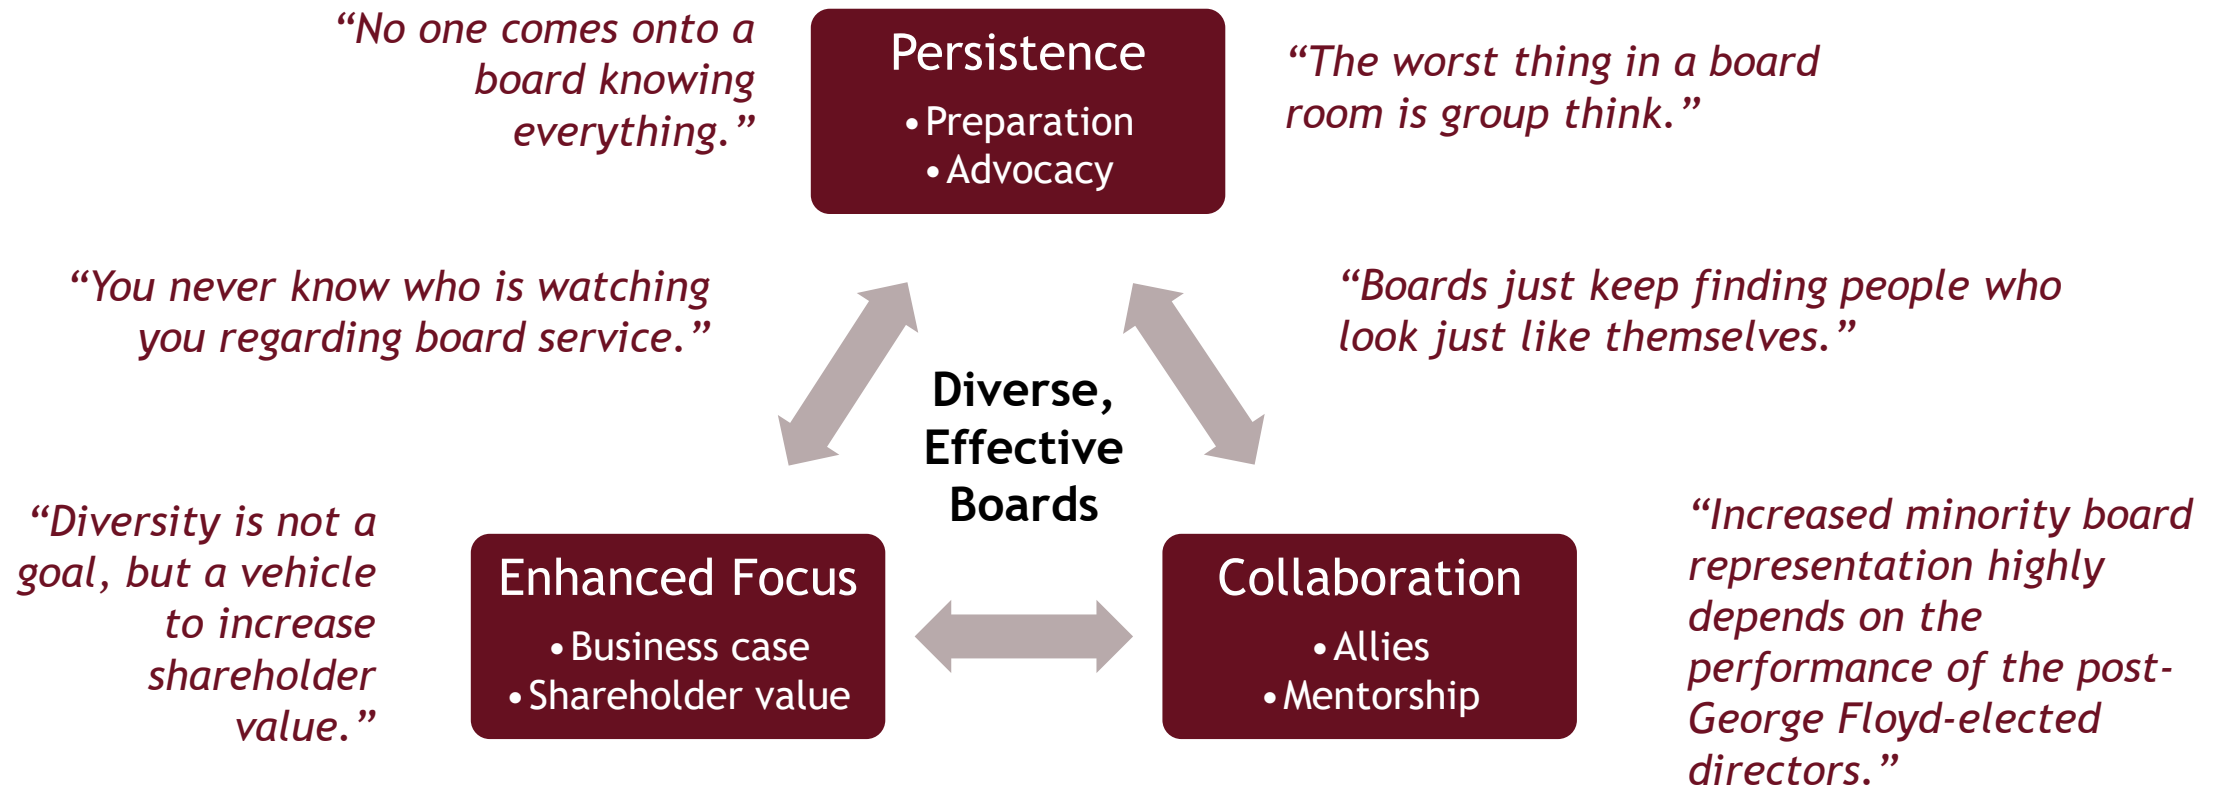 “No one comes onto a
board knowing
everything.”
Persistence
•Preparation
•Advocacy
“The worst thing in a board
room is group think.”
“You never know who is watching
you regarding board service.”
“Boards just keep finding people who
look just like themselves.”
Diverse,
Effective
Boards
“Diversity is not a
goal, but a vehicle
to increase
shareholder
value.”
Enhanced Focus
•Business case
•Shareholder value
Collaboration
•Allies
•Mentorship
“Increased minority board
representation highly
depends on the
performance of the post-
George Floyd-elected
directors.”